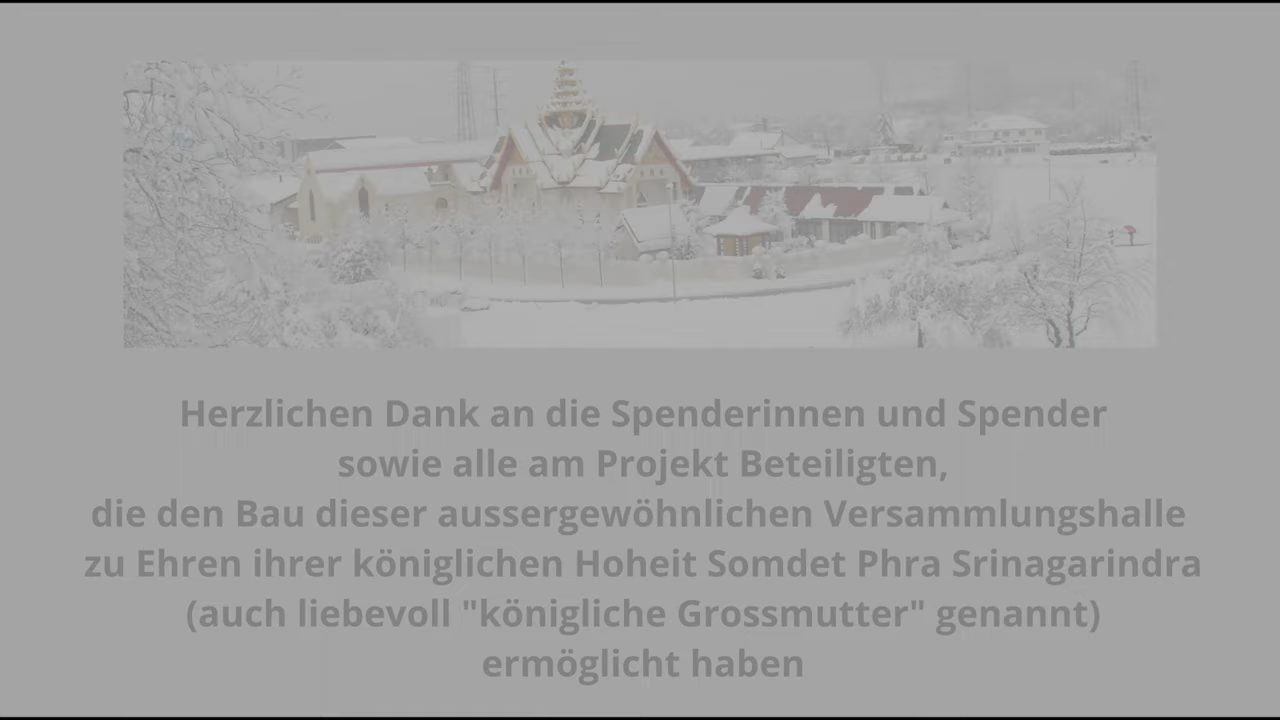 Herzlichen Dank an die Spenderinnen und Spender
sowie alle am Projekt Beteiligten,
die den Bau dieser aussergewöhnlichen Versammlungshalle
zu Ehren ihrer königlichen Hoheit Somdet Phra Srinagarindra
(auch liebevoll "königliche Grossmutter" genannt)
ermöglicht haben